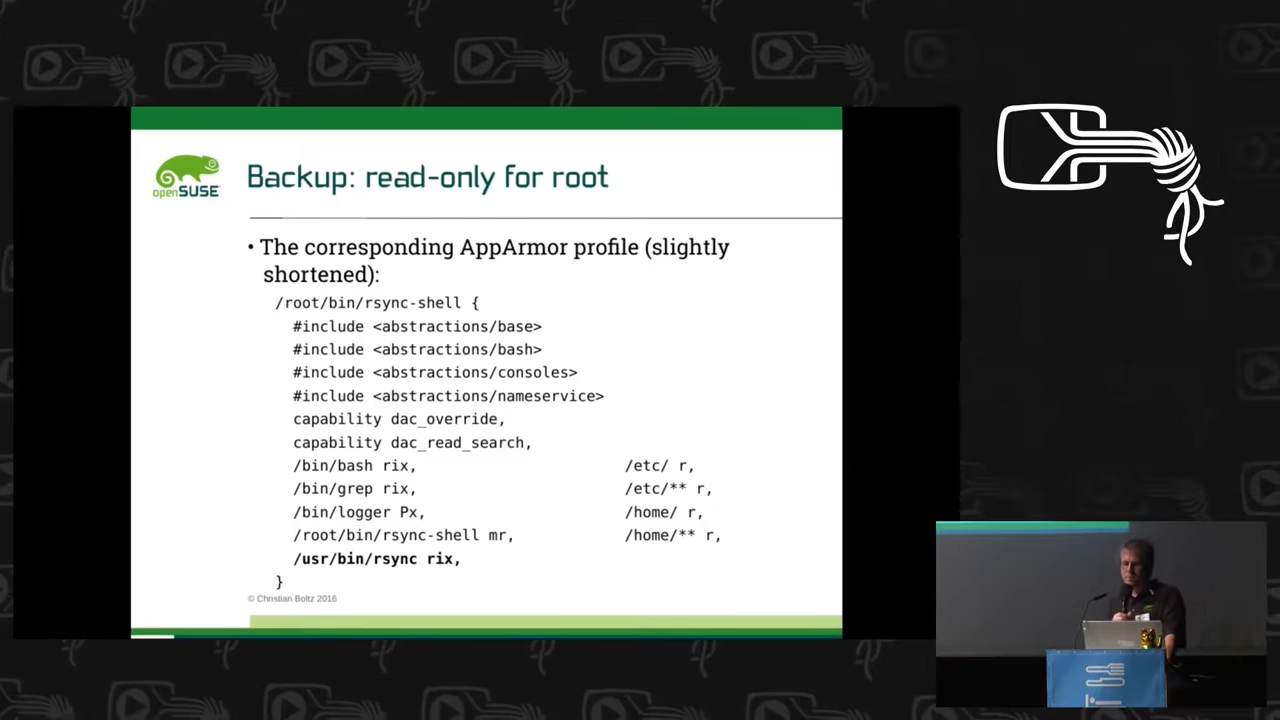 openSUSE
Backup: read-only for root
• The corresponding AppArmor profile (slightly
shortened):
/root/bin/rsync-shell {
#include <abstractions/base>
#include <abstractions/bash>
#include <abstractions/consoles>
#include <abstractions/nameservice>
capability dac_override,
capability dac_read_search,
/bin/bash rix,
/etc/ r,
/bin/grep rix,
/etc/** r,
/bin/logger Px,
/home/ r,
/root/bin/rsync-shell mr,
/home/** r,
/usr/bin/rsync rix,
}
© Christian Boltz 2016